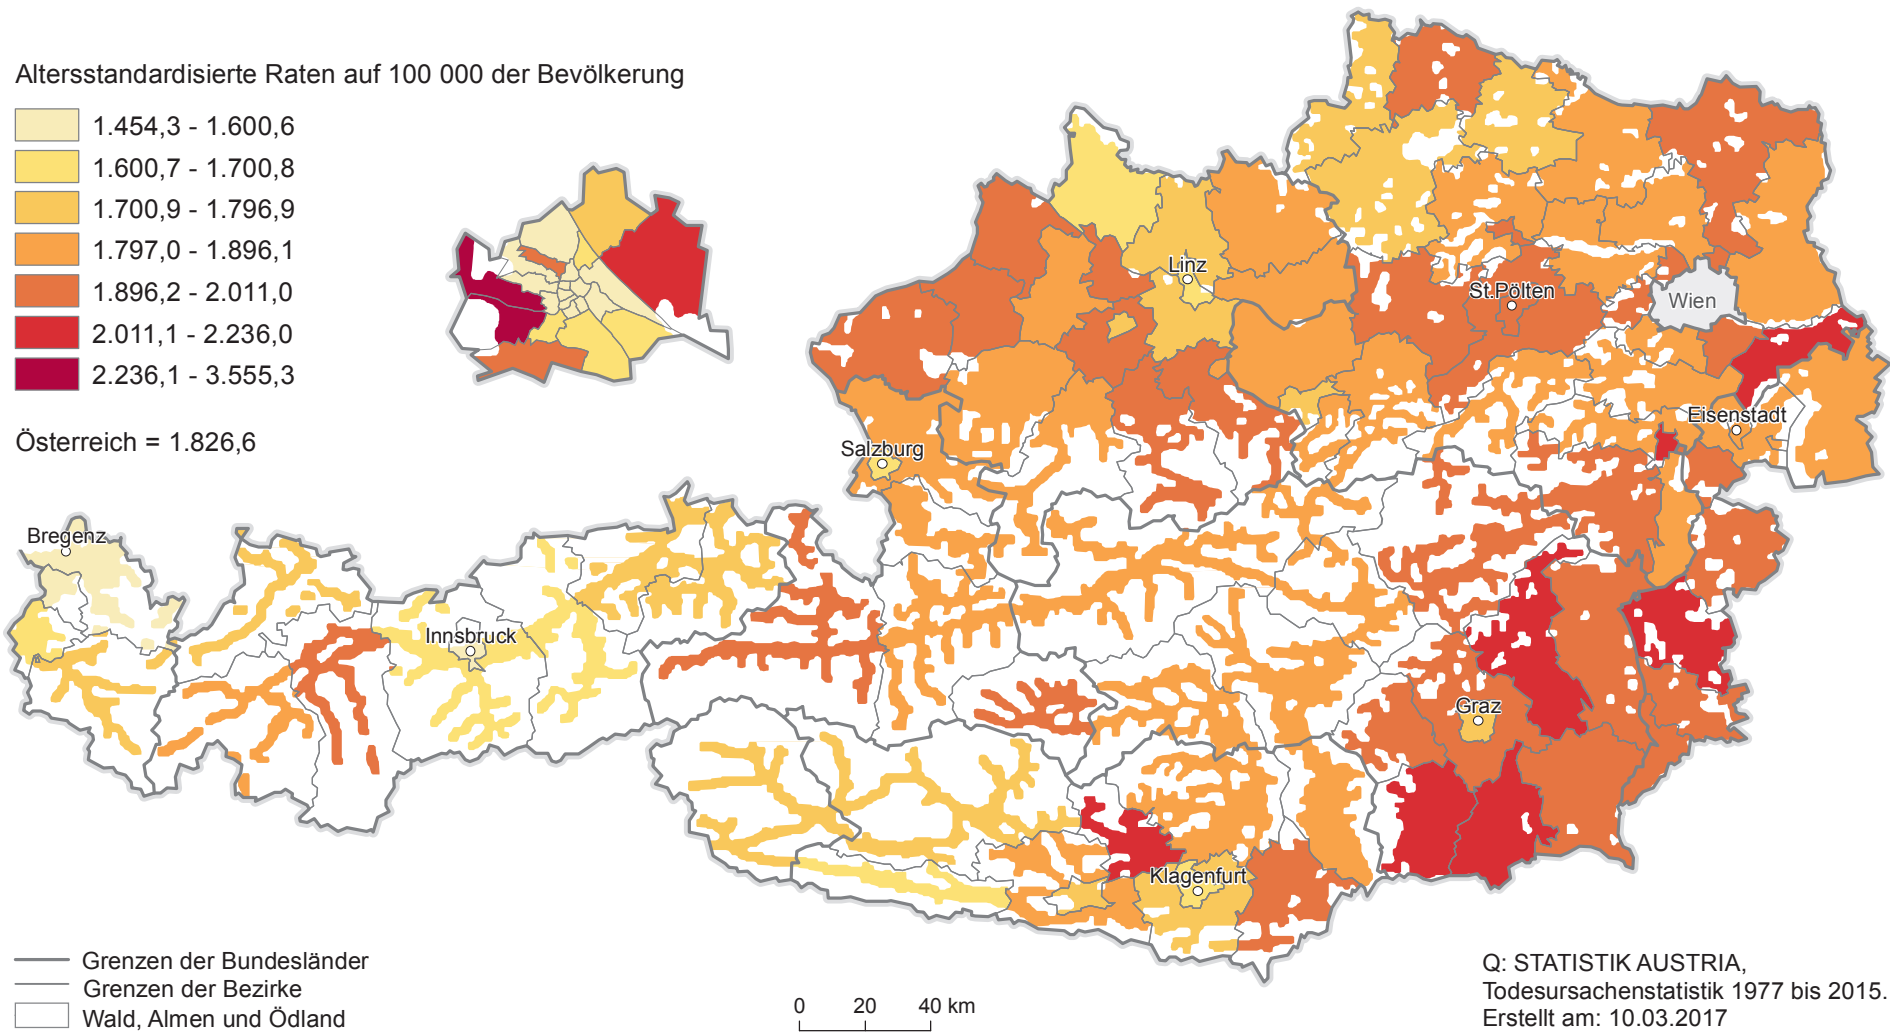 Altersstandardisierte Raten auf 100 000 der Bevölkerung
1.454,3 - 1.600,6
1.600,7 - 1.700,8
1.700,9 - 1.796,9
1.797,0 - 1.896,1
1.896,2 - 2.011,0
2.011,1 - 2.236,0
2.236,1 - 3.555,3
Österreich = 1.826,6
Linz
St.Pölten
Wien
Eisenstadt
Salzburg
Bregenz
Innsbruck
Graz
Klagenfurt
Grenzen der Bundesländer
Grenzen der Bezirke
Wald, Almen und Ödland
0 20 40 km
Q: STATISTIK AUSTRIA,
Todesursachenstatistik 1977 bis 2015.
Erstellt am: 10.03.2017